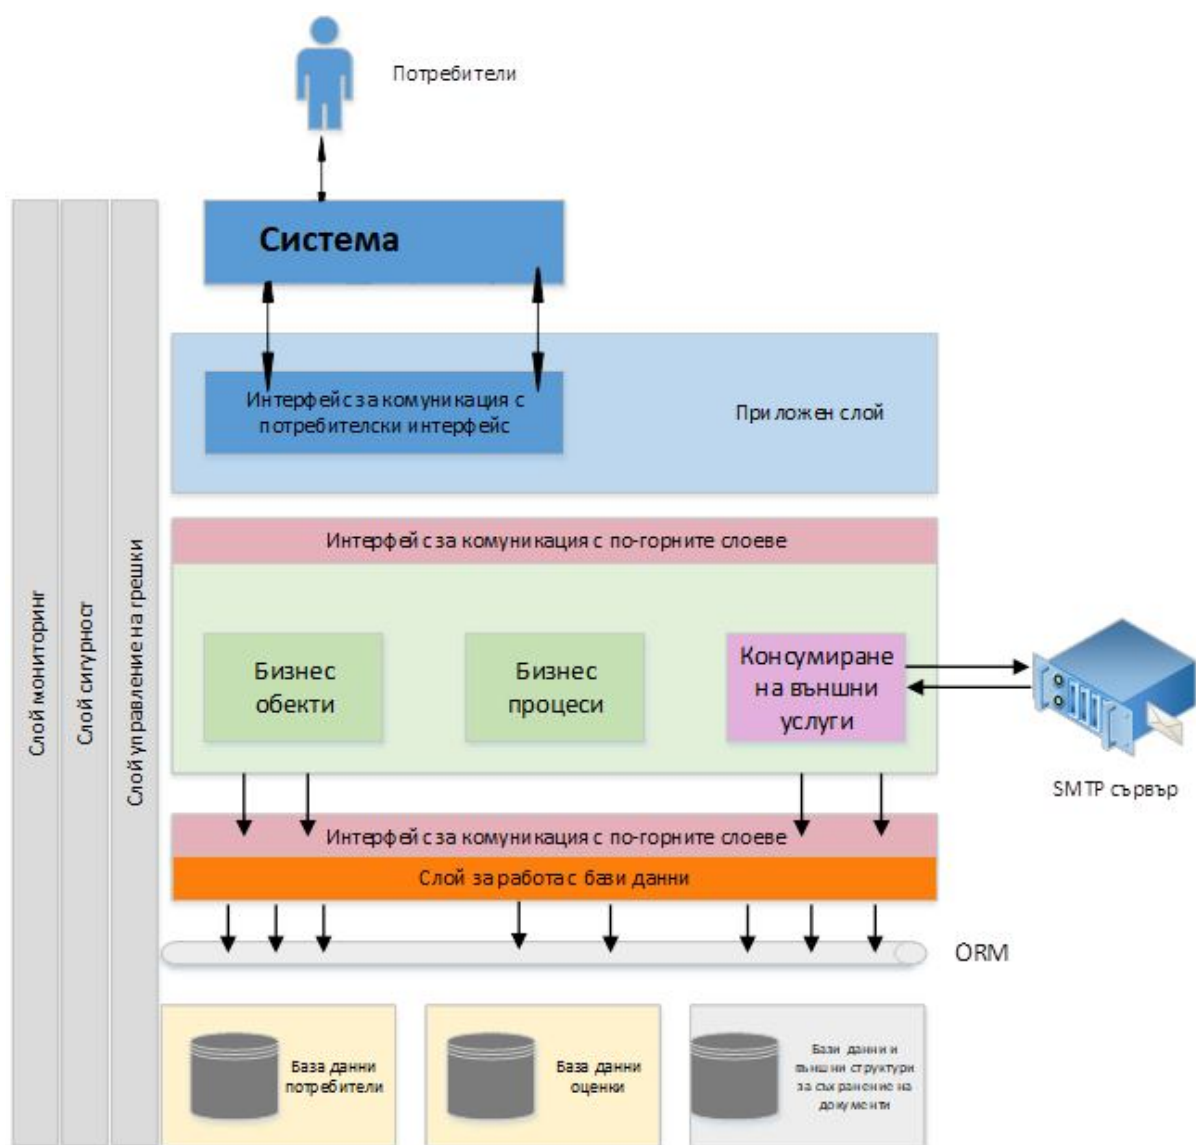 Потребители
Система
Интерфейс за комуникация с
потребителски интерфейс
Приложен слой
Слой мониторинг
Слой сигурност
Слой управление на грешки
Интерфейс за комуникация с по-горните слоеве
Бизнес
обекти
Бизнес
процеси
Консумиране
на външни
услуги
SMTP сървър
Интерфейс за комуникация с по-горните слоеве
Слой за работа с бази данни
ORM
База данни
потребители
База данни
оценки
Бази данни и
външни структури
за съхранение на
документи